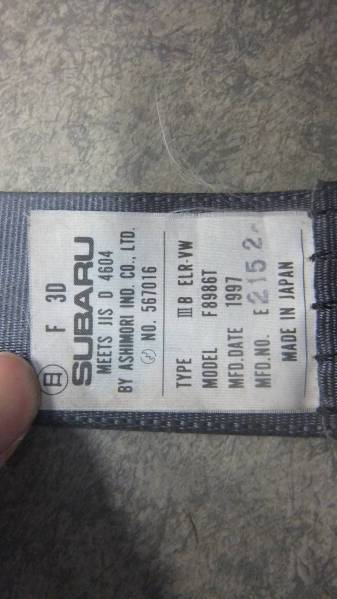 日 F 3D
SUBARU
MEETS JIS D 4604
BY ASHIMORI IND. CO., LTD.
NO. 567016
TYPE III B ELR-VW
MODEL F8986T
MFD.DATE 1997
MFD.NO. E 2152-
MADE IN JAPAN